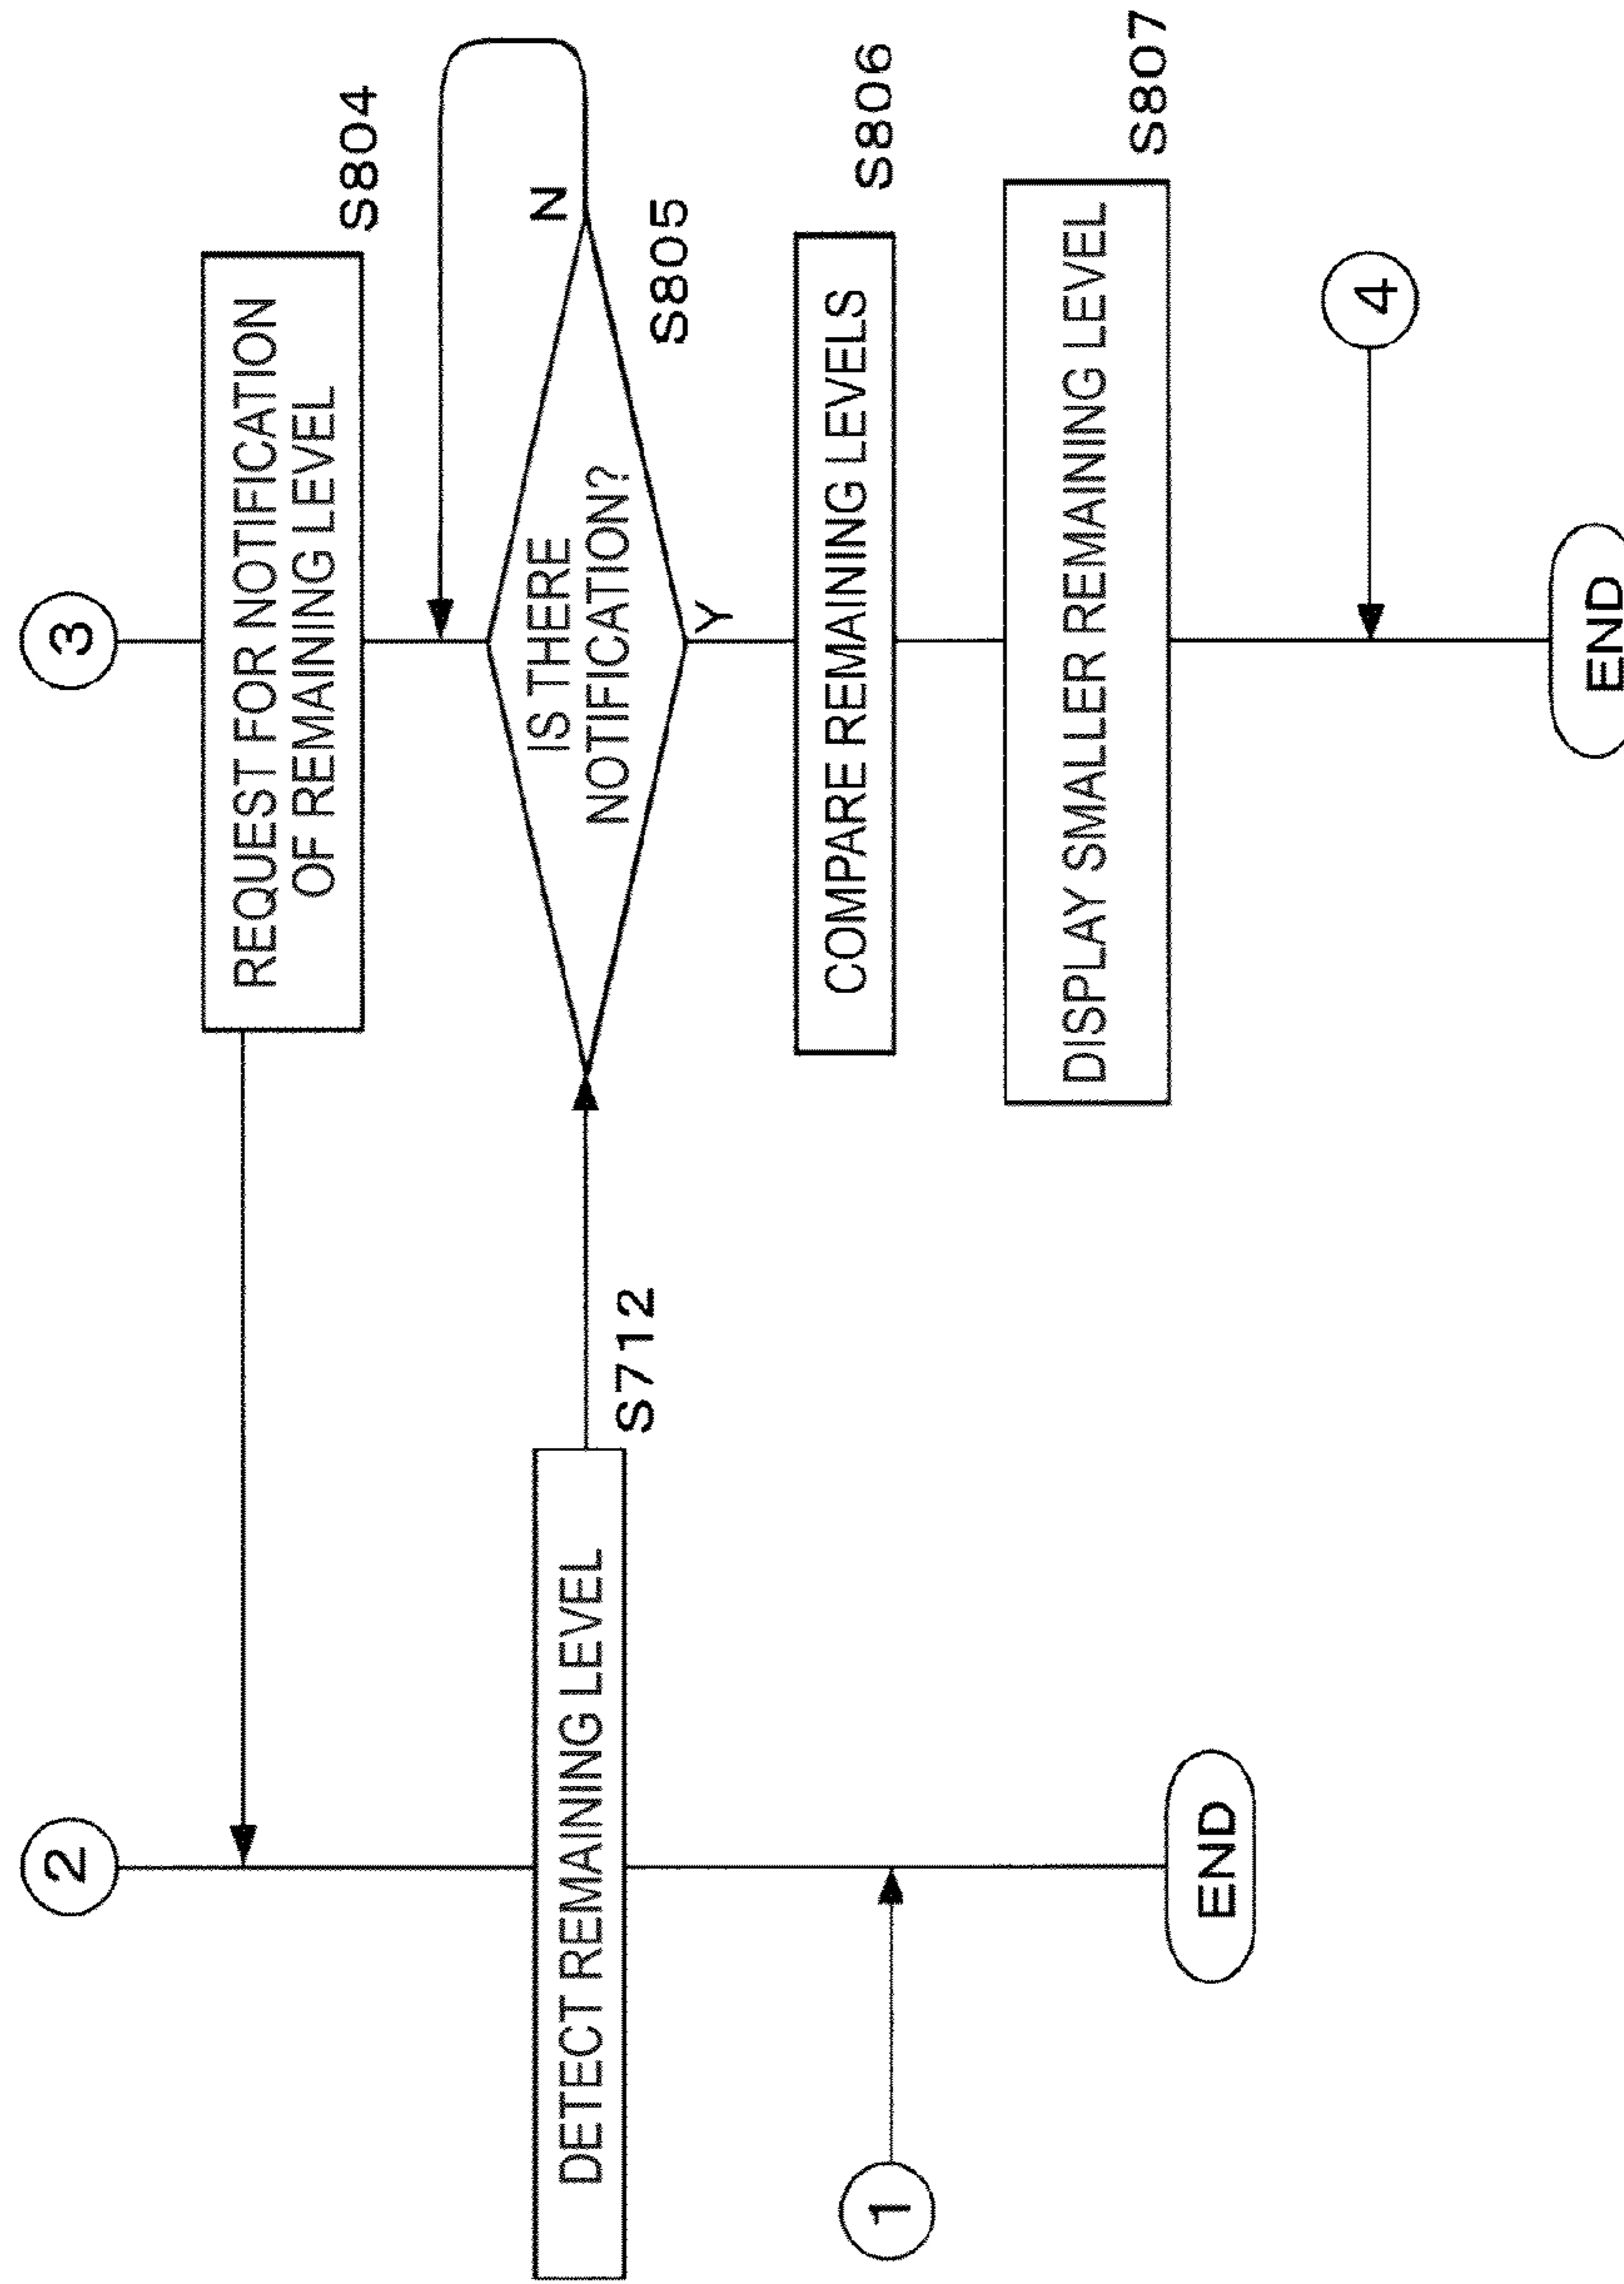 2
3
REQUEST FOR NOTIFICATION
OF REMAINING LEVEL
S804
N
IS THERE
NOTIFICATION?
S805
Y
DETECT REMAINING LEVEL
S712
COMPARE REMAINING LEVELS
S806
1
DISPLAY SMALLER REMAINING LEVEL
S807
END
4
END